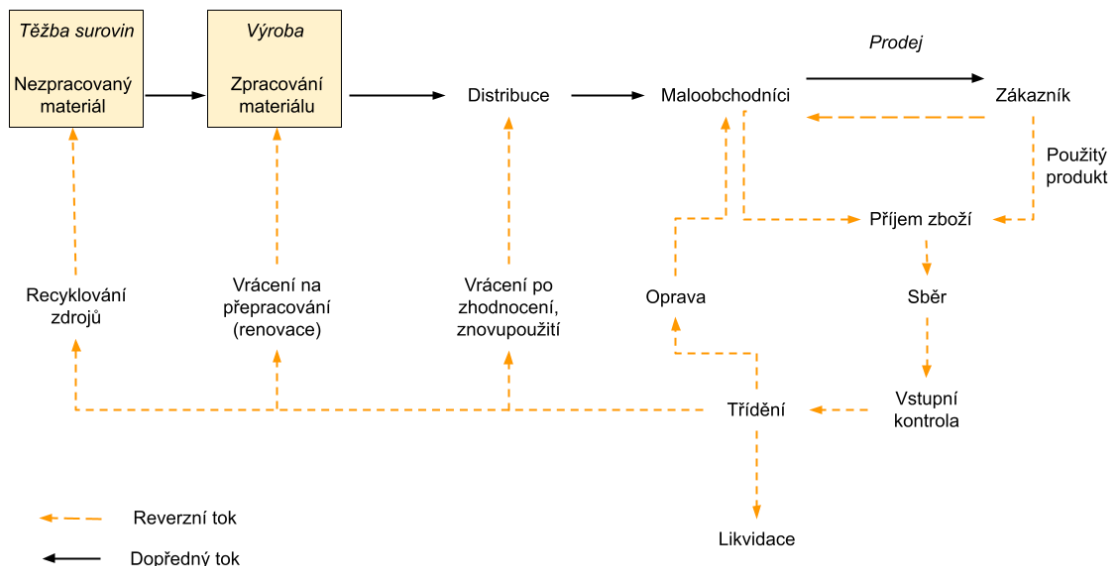 Těžba surovin
Nezpracovaný
materiál
Výroba
Zpracování
materiálu
Distribuce
Maloobchodníci
Prodej
Zákazník
Použitý
produkt
Příjem zboží
Sběr
Vstupní
kontrola
Třídění
Oprava
Vrácení po
zhodnocení,
znovupoužití
Vrácení na
přepracování
(renovace)
Recyklování
zdrojů
Likvidace
Reverzní tok
Dopředný tok